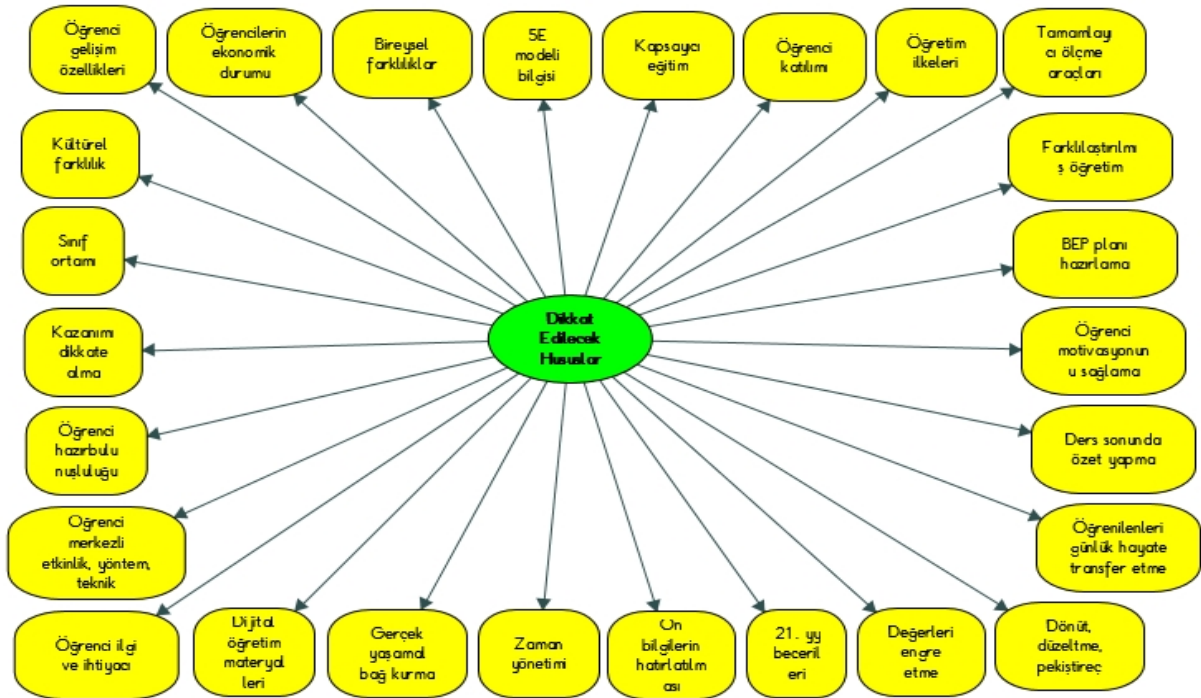 Öğrenci
gelişim
özellikleri
Öğrencilerin
ekonomik
durumu
Bireysel
farklılıklar
5E
modeli
bilgisi
Kapsayıcı
eğitim
Öğrenci
katılımı
Öğretim
ilkeleri
Tamamlay
ıcı ölçme
araçları
Kültürel
farklılık
Farklılaştırılmı
ş öğretim
Sınıf
ortamı
BEP planı
hazırlama
Dikkat
Edilecek
Hususlar
Kazanımı
dikkate
alma
Öğrenci
motivasyonun
u sağlama
Öğrenci
hazırbulu
nuşluluğu
Ders sonunda
özet yapma
Öğrenci
merkezli
etkinlik, yöntem,
teknik
Öğrenilenleri
günlük hayate
transfer etme
Öğrenci ilgi
ve ihtiyacı
Dijital
öğretim
materyal
leri
Gerçek
yaşamal
bağ kurma
Zaman
yönetimi
Ön
bilgilerin
hatırlatılm
ası
21. yy
beceril
eri
Değerleri
engre
etme
Dönüt,
düzeltme,
pekiştireç